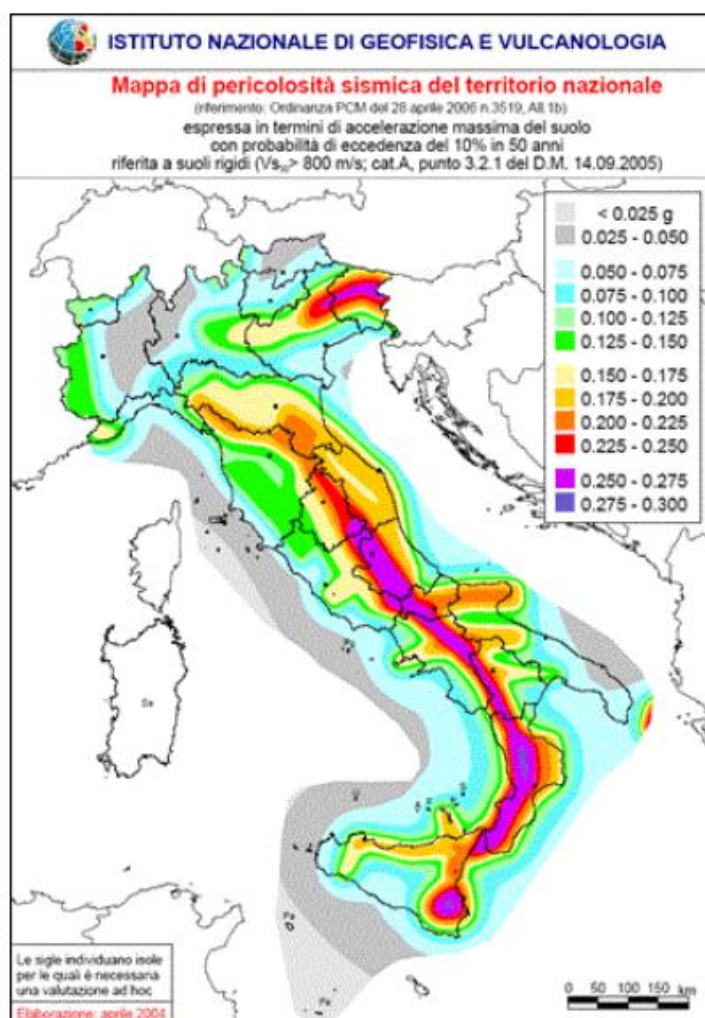 ISTITUTO NAZIONALE DI GEOFISICA E VULCANOLOGIA
Mappa di pericolosità sismica del territorio nazionale
(riferimento: Ordinanza PCM del 28 aprile 2006 n.3519, All.1b)
espressa in termini di accelerazione massima del suolo
con probabilità di eccedenza del 10% in 50 anni
riferita a suoli rigidi (Vs₃₀> 800 m/s; cat.A, punto 3.2.1 del D.M. 14.09.2005)
< 0.025 g
0.025 - 0.050
0.050 - 0.075
0.075 - 0.100
0.100 - 0.125
0.125 - 0.150
0.150 - 0.175
0.175 - 0.200
0.200 - 0.225
0.225 - 0.250
0.250 - 0.275
0.275 - 0.300
Le sigle individuano isole
per le quali è necessaria
una valutazione ad hoc
Elaborazione: aprile 2004
0 50 100 150 km